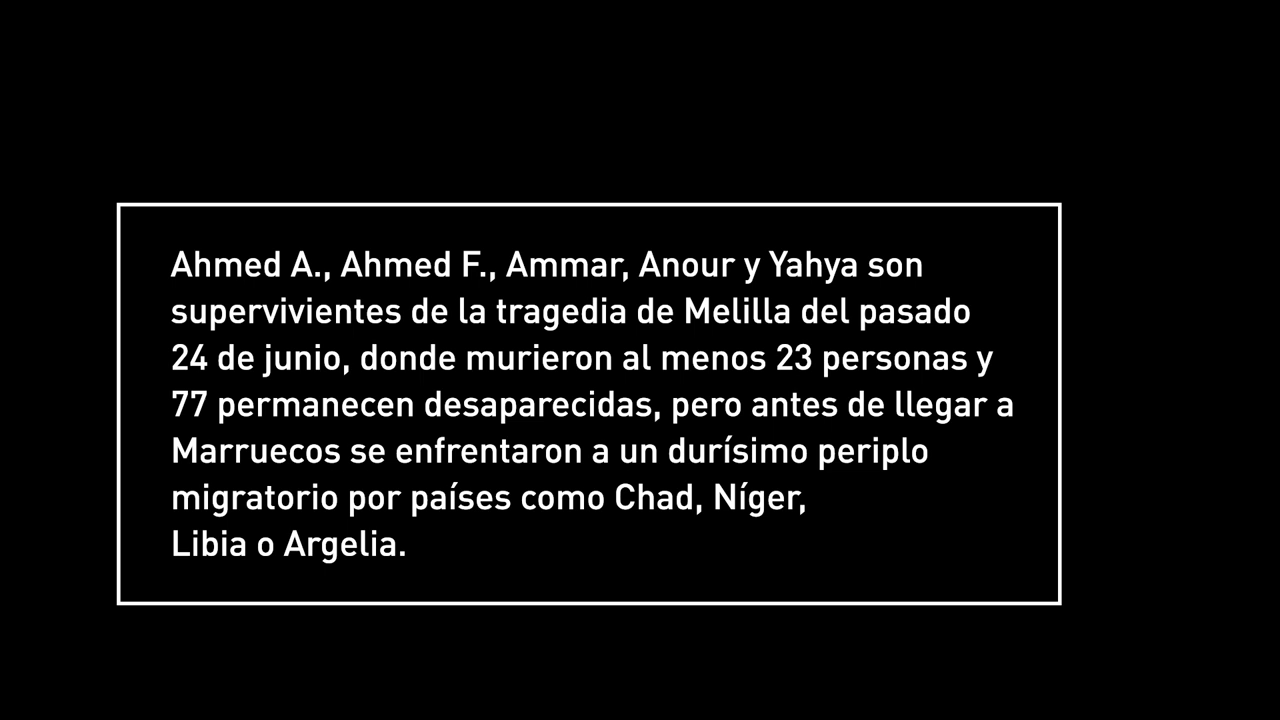 Ahmed A., Ahmed F., Ammar, Anour y Yahya son
supervivientes de la tragedia de Melilla del pasado
24 de junio, donde murieron al menos 23 personas y
77 permanecen desaparecidas, pero antes de llegar a
Marruecos se enfrentaron a un durísimo periplo
migratorio por países como Chad, Níger,
Libia o Argelia.